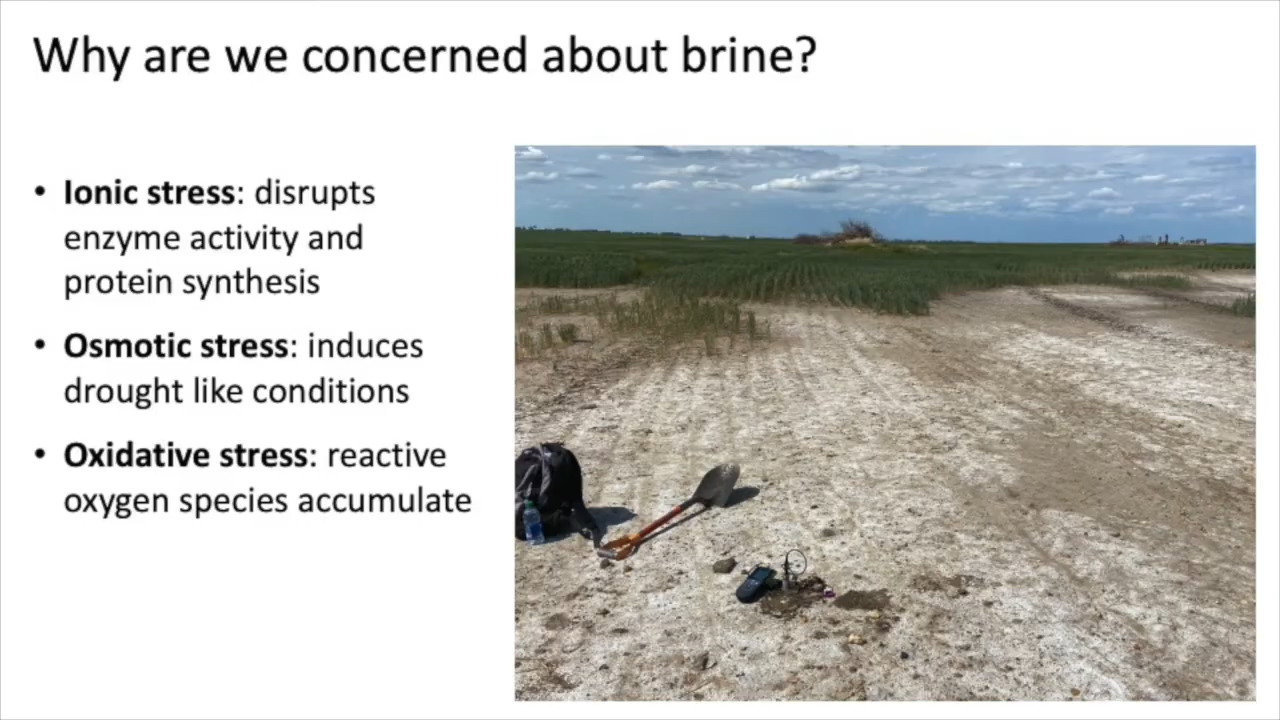 Why are we concerned about brine?
• Ionic stress: disrupts
enzyme activity and
protein synthesis
• Osmotic stress: induces
drought like conditions
• Oxidative stress: reactive
oxygen species accumulate